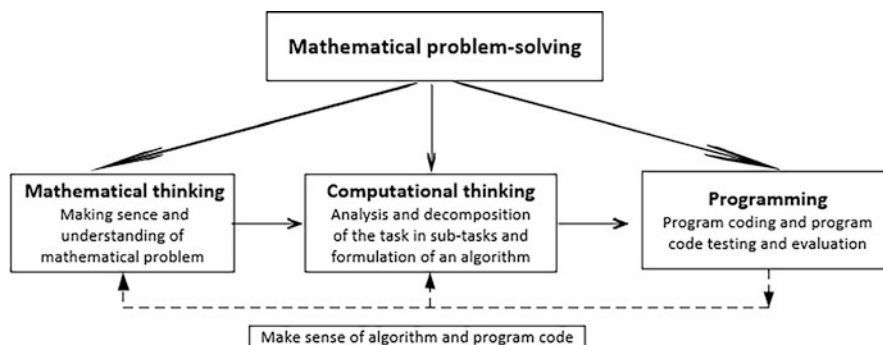 Mathematical problem-solving
Mathematical thinking
Making sence and
understanding of
mathematical problem
Computational thinking
Analysis and decomposition
of the task in sub-tasks and
formulation of an algorithm
Programming
Program coding and program
code testing and evaluation
Make sense of algorithm and program code